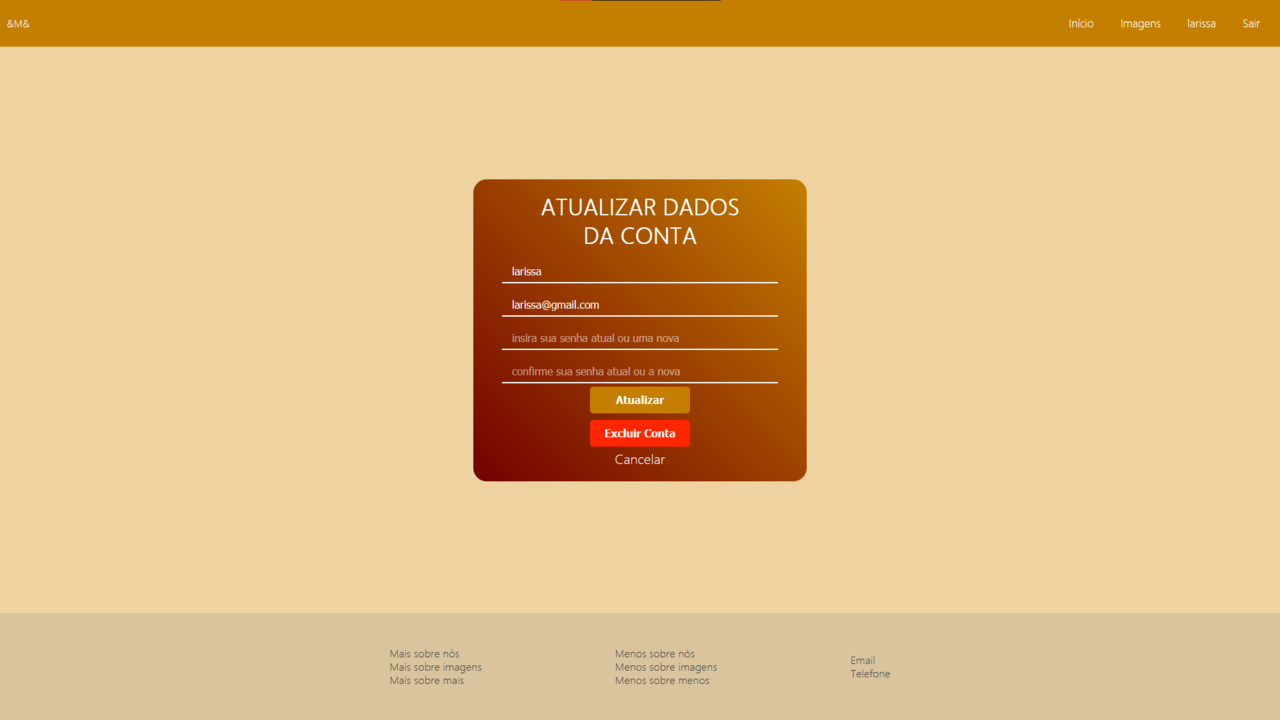 &M&
Início Imagens larissa Sair
ATUALIZAR DADOS
DA CONTA
larissa
larissa@gmail.com
insira sua senha atual ou uma nova
confirme sua senha atual ou a nova
Atualizar
Excluir Conta
Cancelar
Mais sobre nós
Mais sobre imagens
Mais sobre mais
Menos sobre nós
Menos sobre imagens
Menos sobre menos
Email
Telefone